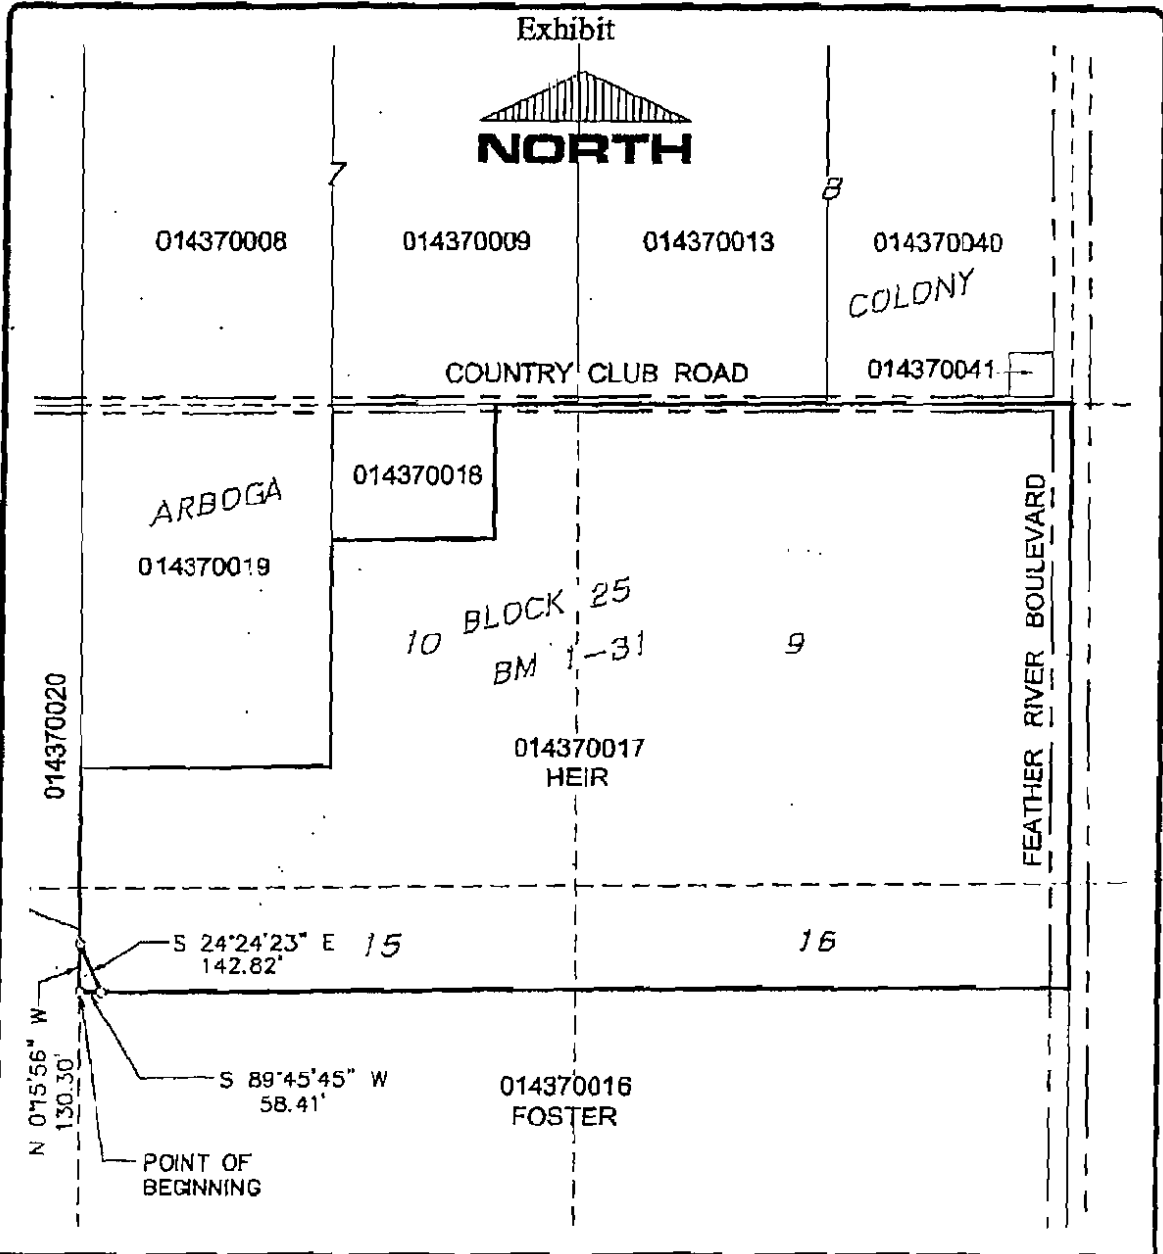 Exhibit
NORTH
7
8
014370008
014370009
014370013
014370040
COLONY
COUNTRY CLUB ROAD
014370041
014370018
ARBOGA
014370019
FEATHER RIVER BOULEVARD
BLOCK 25
10
BM 1-31
9
014370020
014370017
HEIR
S 24°24'23" E
142.82'
15
16
N 0°15'56" W
130.30'
S 89°45'45" W
58.41'
014370016
FOSTER
POINT OF
BEGINNING